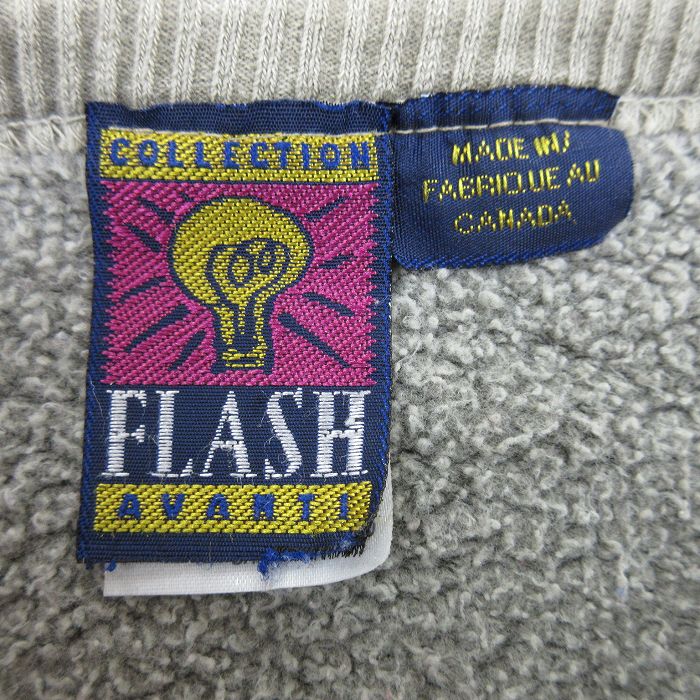 COLLECTION
FLASH
AVANTI
MADE IN/
FABRIQUE AU
CANADA